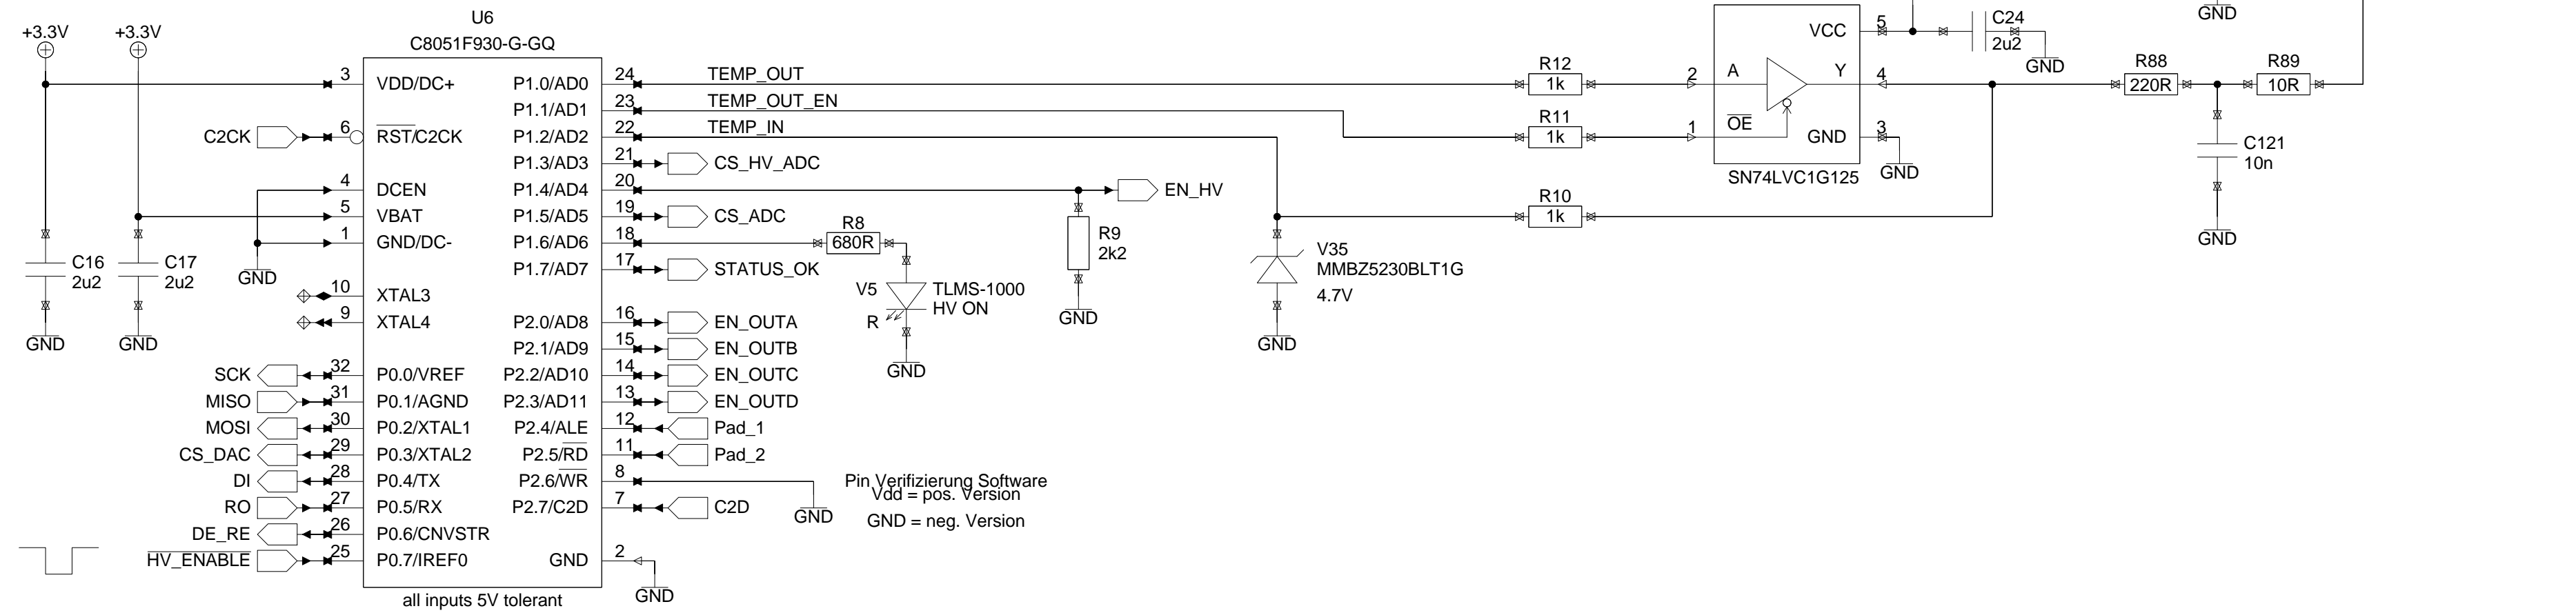 U6
C8051F930-G-GQ
+3.3V
+3.3V
C16
2u2
GND
C17
2u2
GND
C2CK
GND
SCK
MISO
MOSI
CS_DAC
DI
RO
DE_RE
HV_ENABLE
3 VDD/DC+
6 RST/C2CK
4 DCEN
5 VBAT
1 GND/DC-
10 XTAL3
9 XTAL4
32 P0.0/VREF
31 P0.1/AGND
30 P0.2/XTAL1
29 P0.3/XTAL2
28 P0.4/TX
27 P0.5/RX
26 P0.6/CNVSTR
25 P0.7/IREF0
P1.0/AD0 24 TEMP_OUT
P1.1/AD1 23 TEMP_OUT_EN
P1.2/AD2 22 TEMP_IN
P1.3/AD3 21 CS_HV_ADC
P1.4/AD4 20 EN_HV
P1.5/AD5 19 CS_ADC
P1.6/AD6 18
P1.7/AD7 17 STATUS_OK
P2.0/AD8 16 EN_OUTA
P2.1/AD9 15 EN_OUTB
P2.2/AD10 14 EN_OUTC
P2.3/AD11 13 EN_OUTD
P2.4/ALE 12 Pad_1
P2.5/RD 11 Pad_2
P2.6/WR 8
P2.7/C2D 7 C2D
GND 2
GND
GND
all inputs 5V tolerant
Pin Verifizierung Software
Vdd = pos. Version
GND = neg. Version
R8
680R
V5
R
TLMS-1000
HV ON
GND
R9
2k2
GND
V35
MMBZ5230BLT1G
4.7V
GND
R12
1k
R11
1k
R10
1k
2 A
1 OE
VCC 5
Y 4
GND 3
SN74LVC1G125
GND
C24
2u2
GND
GND
R88
220R
R89
10R
C121
10n
GND